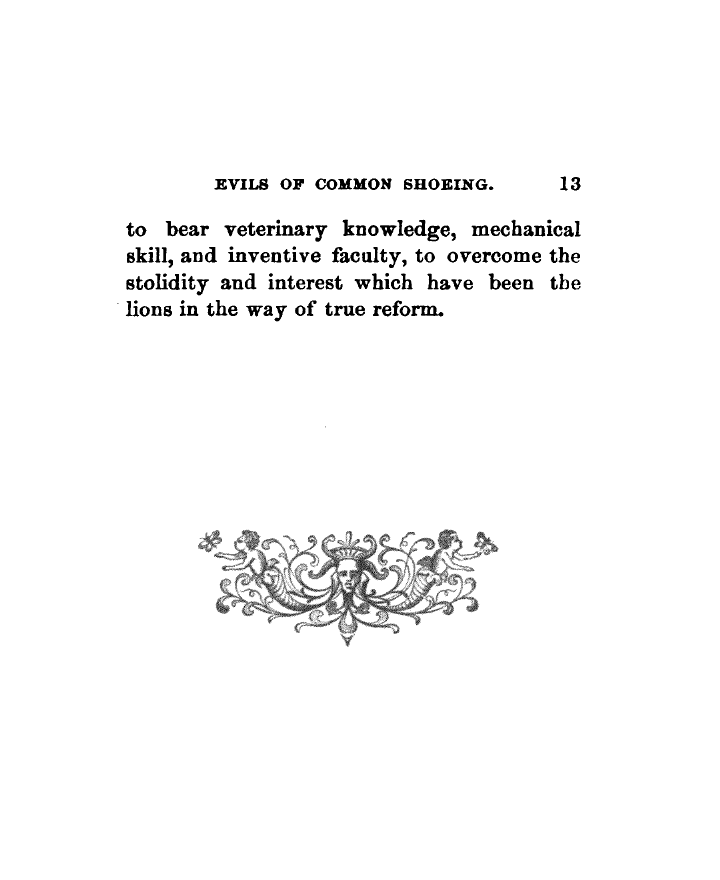 EVILS OF COMMON SHOEING. 13
to bear veterinary knowledge, mechanical
skill, and inventive faculty, to overcome the
stolidity and interest which have been the
lions in the way of true reform.